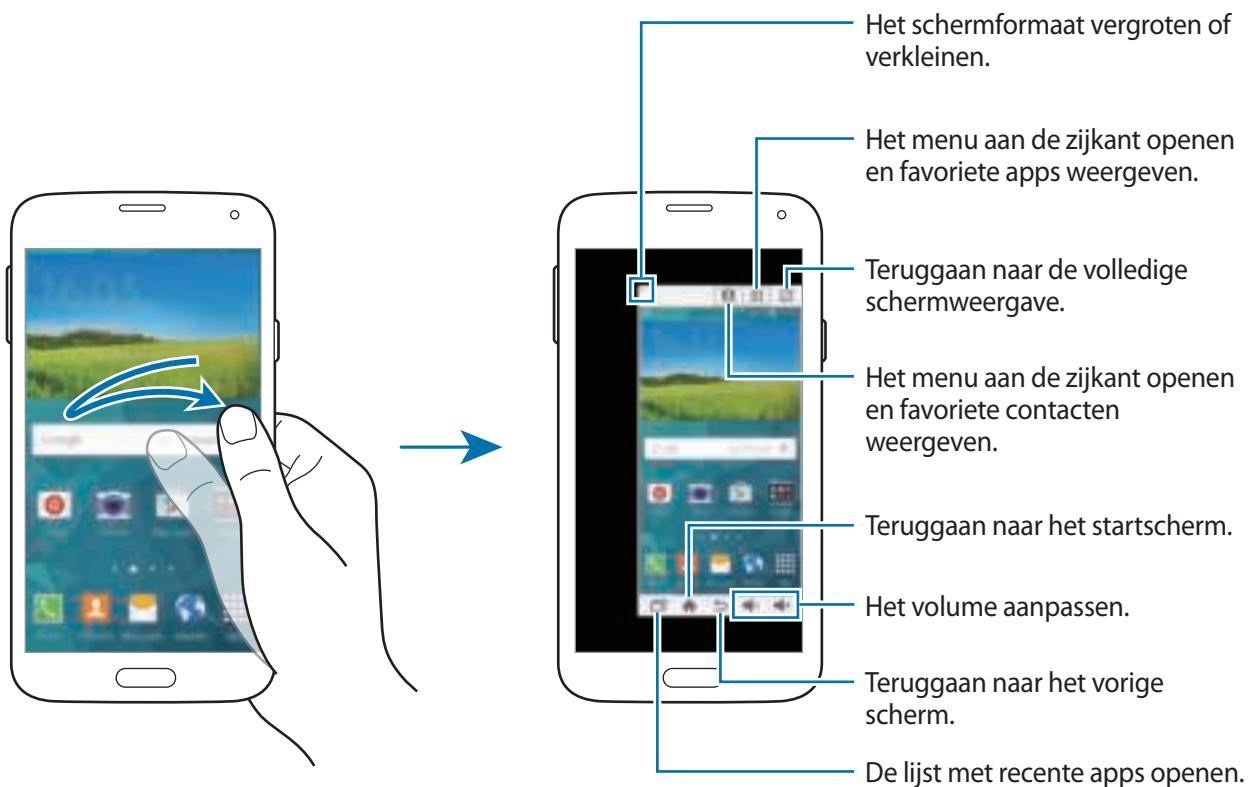 Het schermformaat vergroten of
verkleinen.
Het menu aan de zijkant openen
en favoriete apps weergeven.
Teruggaan naar de volledige
schermweergave.
Het menu aan de zijkant openen
en favoriete contacten
weergeven.
Teruggaan naar het startscherm.
Het volume aanpassen.
Teruggaan naar het vorige
scherm.
De lijst met recente apps openen.
Google